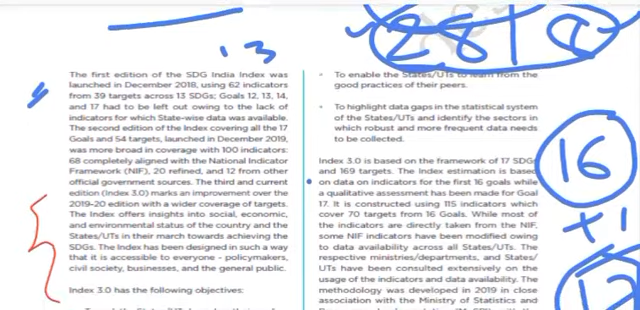 28
13
The first edition of the SDG India Index was
launched in December 2018, using 62 indicators
from 39 targets across 13 SDGs; Goals 12, 13, 14,
and 17 had to be left out owing to the lack of
indicators for which State-wise data was available.
The second edition of the Index covering all the 17
Goals and 54 targets, launched in December 2019,
was more broad in coverage with 100 indicators:
68 completely aligned with the National Indicator
Framework (NIF), 20 refined, and 12 from other
official government sources. The third and current
edition (Index 3.0) marks an improvement over the
2019-20 edition with a wider coverage of targets.
The Index offers insights into social, economic,
and environmental status of the country and the
States/UTs in their march towards achieving the
SDGs. The Index has been designed in such a way
that it is accessible to everyone - policymakers,
civil society, businesses, and the general public.
Index 3.0 has the following objectives:
To enable the States/UTs to learn from the
good practices of their peers.
To highlight data gaps in the statistical system
of the States/UTs and identify the sectors in
which robust and more frequent data needs
to be collected.
Index 3.0 is based on the framework of 17 SDGs
and 169 targets. The Index estimation is based
on data on indicators for the first 16 goals while
a qualitative assessment has been made for Goal
17. It is constructed using 115 indicators which
cover 70 targets from 16 Goals. While most of
the indicators are directly taken from the NIF,
some NIF indicators have been modified owing
to data availability across all States/UTs. The
respective ministries/departments, and States/
UTs have been consulted extensively on the
usage of the indicators and data availability. The
methodology was developed in 2019 in close
association with the Ministry of Statistics and
16
+1